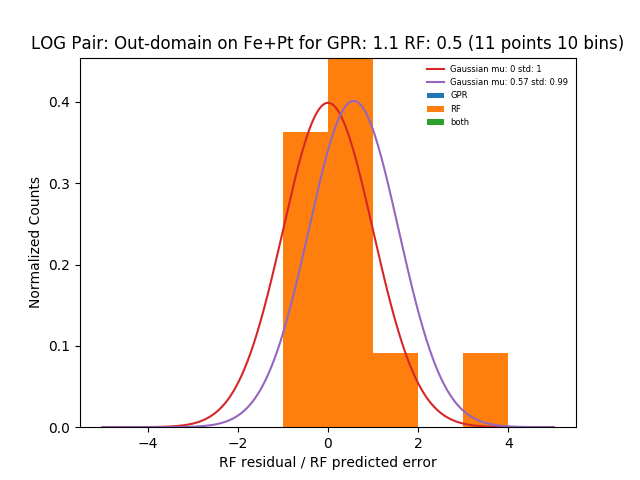 LOG Pair: Out-domain on Fe+Pt for GPR: 1.1 RF: 0.5 (11 points 10 bins)
Gaussian mu: 0 std: 1
Gaussian mu: 0.57 std: 0.99
GPR
RF
both
Normalized Counts
0.4
0.3
0.2
0.1
0.0
−4 −2 0 2 4
RF residual / RF predicted error